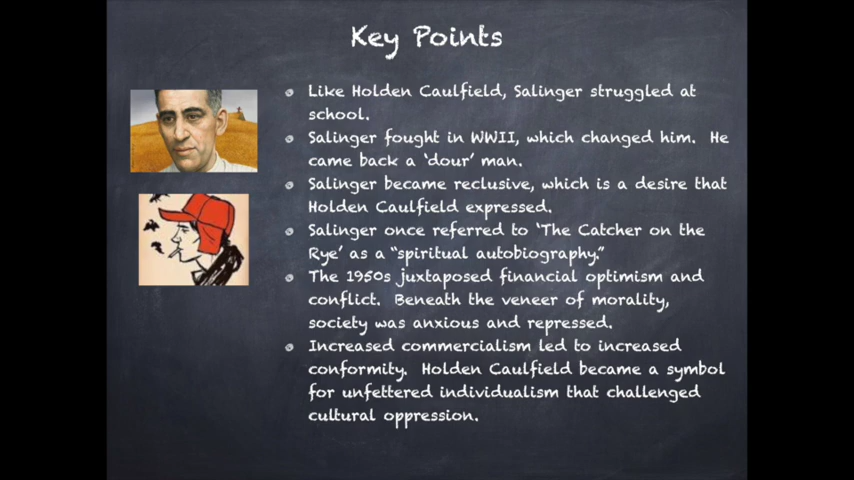 Key Points
Like Holden Caulfield, Salinger struggled at
school.
Salinger fought in WWII, which changed him. He
came back a 'dour' man.
Salinger became reclusive, which is a desire that
Holden Caulfield expressed.
Salinger once referred to 'The Catcher on the
Rye' as a "spiritual autobiography."
The 1950s juxtaposed financial optimism and
conflict. Beneath the veneer of morality,
society was anxious and repressed.
Increased commercialism led to increased
conformity. Holden Caulfield became a symbol
for unfettered individualism that challenged
cultural oppression.